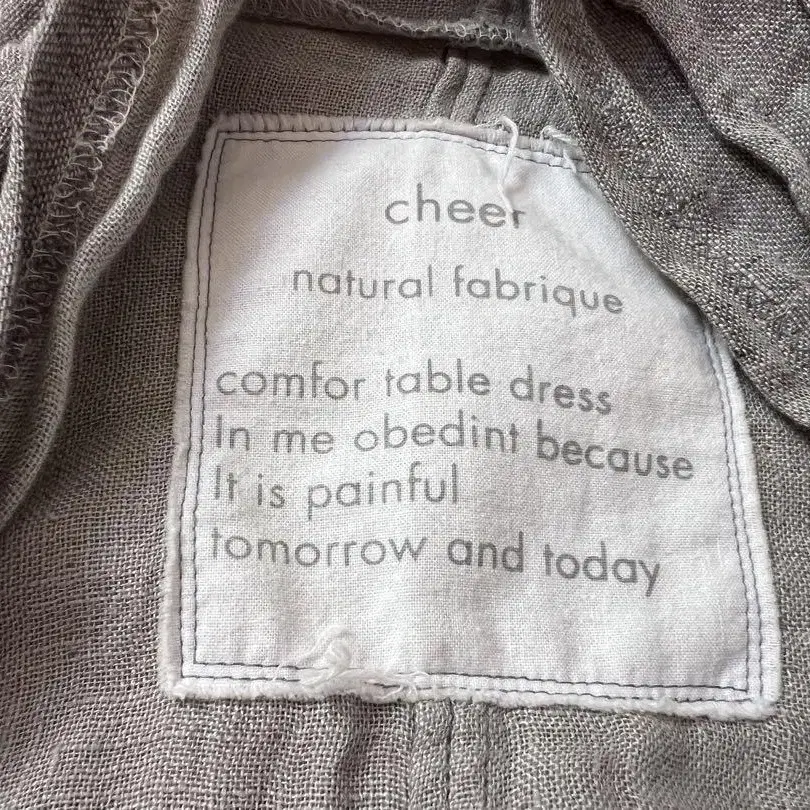 cheer
natural fabrique
comfor table dress
In me obedint because
It is painful
tomorrow and today